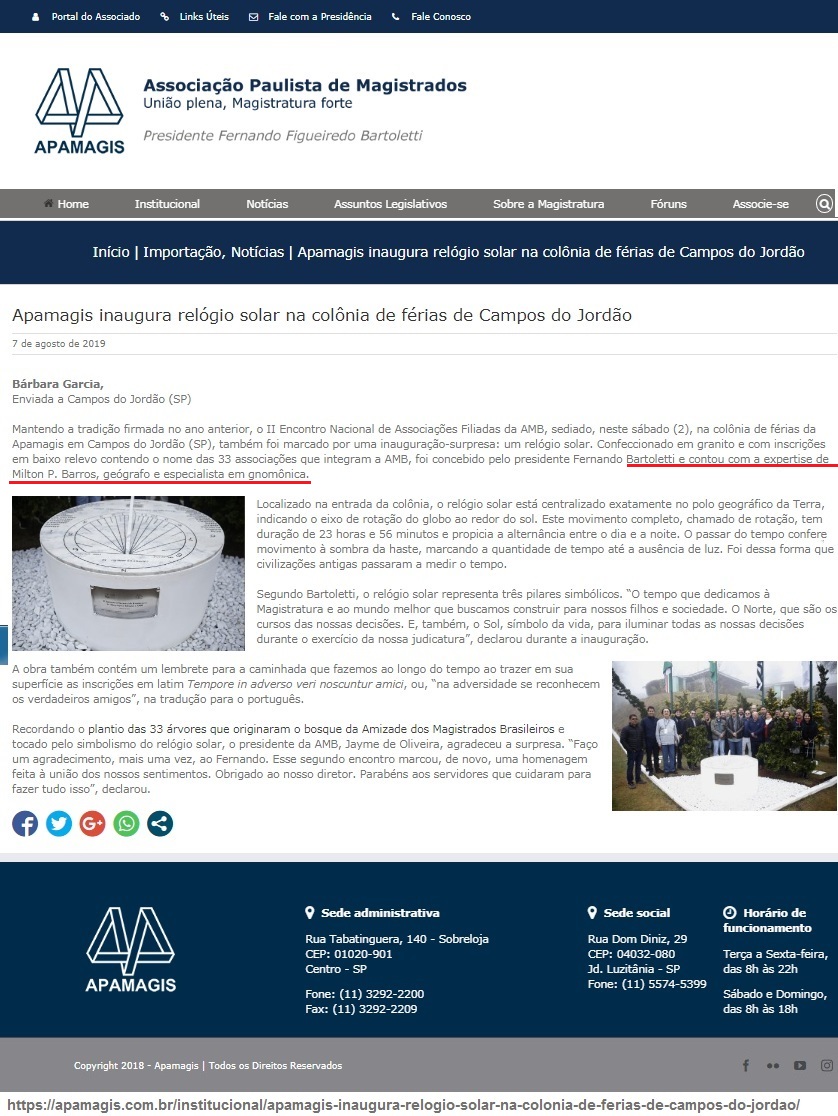 Portal do Associado Links Úteis Fale com a Presidência Fale Conosco
APAMAGIS
Associação Paulista de Magistrados
União plena, Magistratura forte
Presidente Fernando Figueiredo Bartoletti
Home Institucional Notícias Assuntos Legislativos Sobre a Magistratura Fóruns Associe-se
Início | Importação, Notícias | Apamagis inaugura relógio solar na colônia de férias de Campos do Jordão
Apamagis inaugura relógio solar na colônia de férias de Campos do Jordão
7 de agosto de 2019
Bárbara Garcia,
Enviada a Campos do Jordão (SP)
Mantendo a tradição firmada no ano anterior, o II Encontro Nacional de Associações Filiadas da AMB, sediado, neste sábado (2), na colônia de férias da
Apamagis em Campos do Jordão (SP), também foi marcado por uma inauguração-surpresa: um relógio solar. Confeccionado em granito e com inscrições
em baixo relevo contendo o nome das 33 associações que integram a AMB, foi concebido pelo presidente Fernando Bartoletti e contou com a expertise de
Milton P. Barros, geógrafo e especialista em gnomônica.
Localizado na entrada da colônia, o relógio solar está centralizado exatamente no polo geográfico da Terra,
indicando o eixo de rotação do globo ao redor do sol. Este movimento completo, chamado de rotação, tem
duração de 23 horas e 56 minutos e propicia a alternância entre o dia e a noite. O passar do tempo confere
movimento à sombra da haste, marcando a quantidade de tempo até a ausência de luz. Foi dessa forma que
civilizações antigas passaram a medir o tempo.
Segundo Bartoletti, o relógio solar representa três pilares simbólicos. “O tempo que dedicamos à
Magistratura e ao mundo melhor que buscamos construir para nossos filhos e sociedade. O Norte, que são os
cursos das nossas decisões. E, também, o Sol, símbolo da vida, para iluminar todas as nossas decisões
durante o exercício da nossa judicatura”, declarou durante a inauguração.
A obra também contém um lembrete para a caminhada que fazemos ao longo do tempo ao trazer em sua
superfície as inscrições em latim Tempore in adverso veri noscuntur amici, ou, “na adversidade se reconhecem
os verdadeiros amigos”, na tradução para o português.
Recordando o plantio das 33 árvores que originaram o bosque da Amizade dos Magistrados Brasileiros e
tocado pelo simbolismo do relógio solar, o presidente da AMB, Jayme de Oliveira, agradeceu a surpresa. “Faço
um agradecimento, mais uma vez, ao Fernando. Esse segundo encontro marcou, de novo, uma homenagem
feita à união dos nossos sentimentos. Obrigado ao nosso diretor. Parabéns aos servidores que cuidaram para
fazer tudo isso”, declarou.
APAMAGIS
Sede administrativa
Rua Tabatinguera, 140 - Sobreloja
CEP: 01020-901
Centro - SP
Fone: (11) 3292-2200
Fax: (11) 3292-2209
Sede social
Rua Dom Diniz, 29
CEP: 04032-080
Jd. Luzitânia - SP
Fone: (11) 5574-5399
Horário de
funcionamento
Terça a Sexta-feira,
das 8h às 22h
Sábado e Domingo,
das 8h às 18h
Copyright 2018 - Apamagis | Todos os Direitos Reservados
https://apamagis.com.br/institucional/apamagis-inaugura-relogio-solar-na-colonia-de-ferias-de-campos-do-jordao/